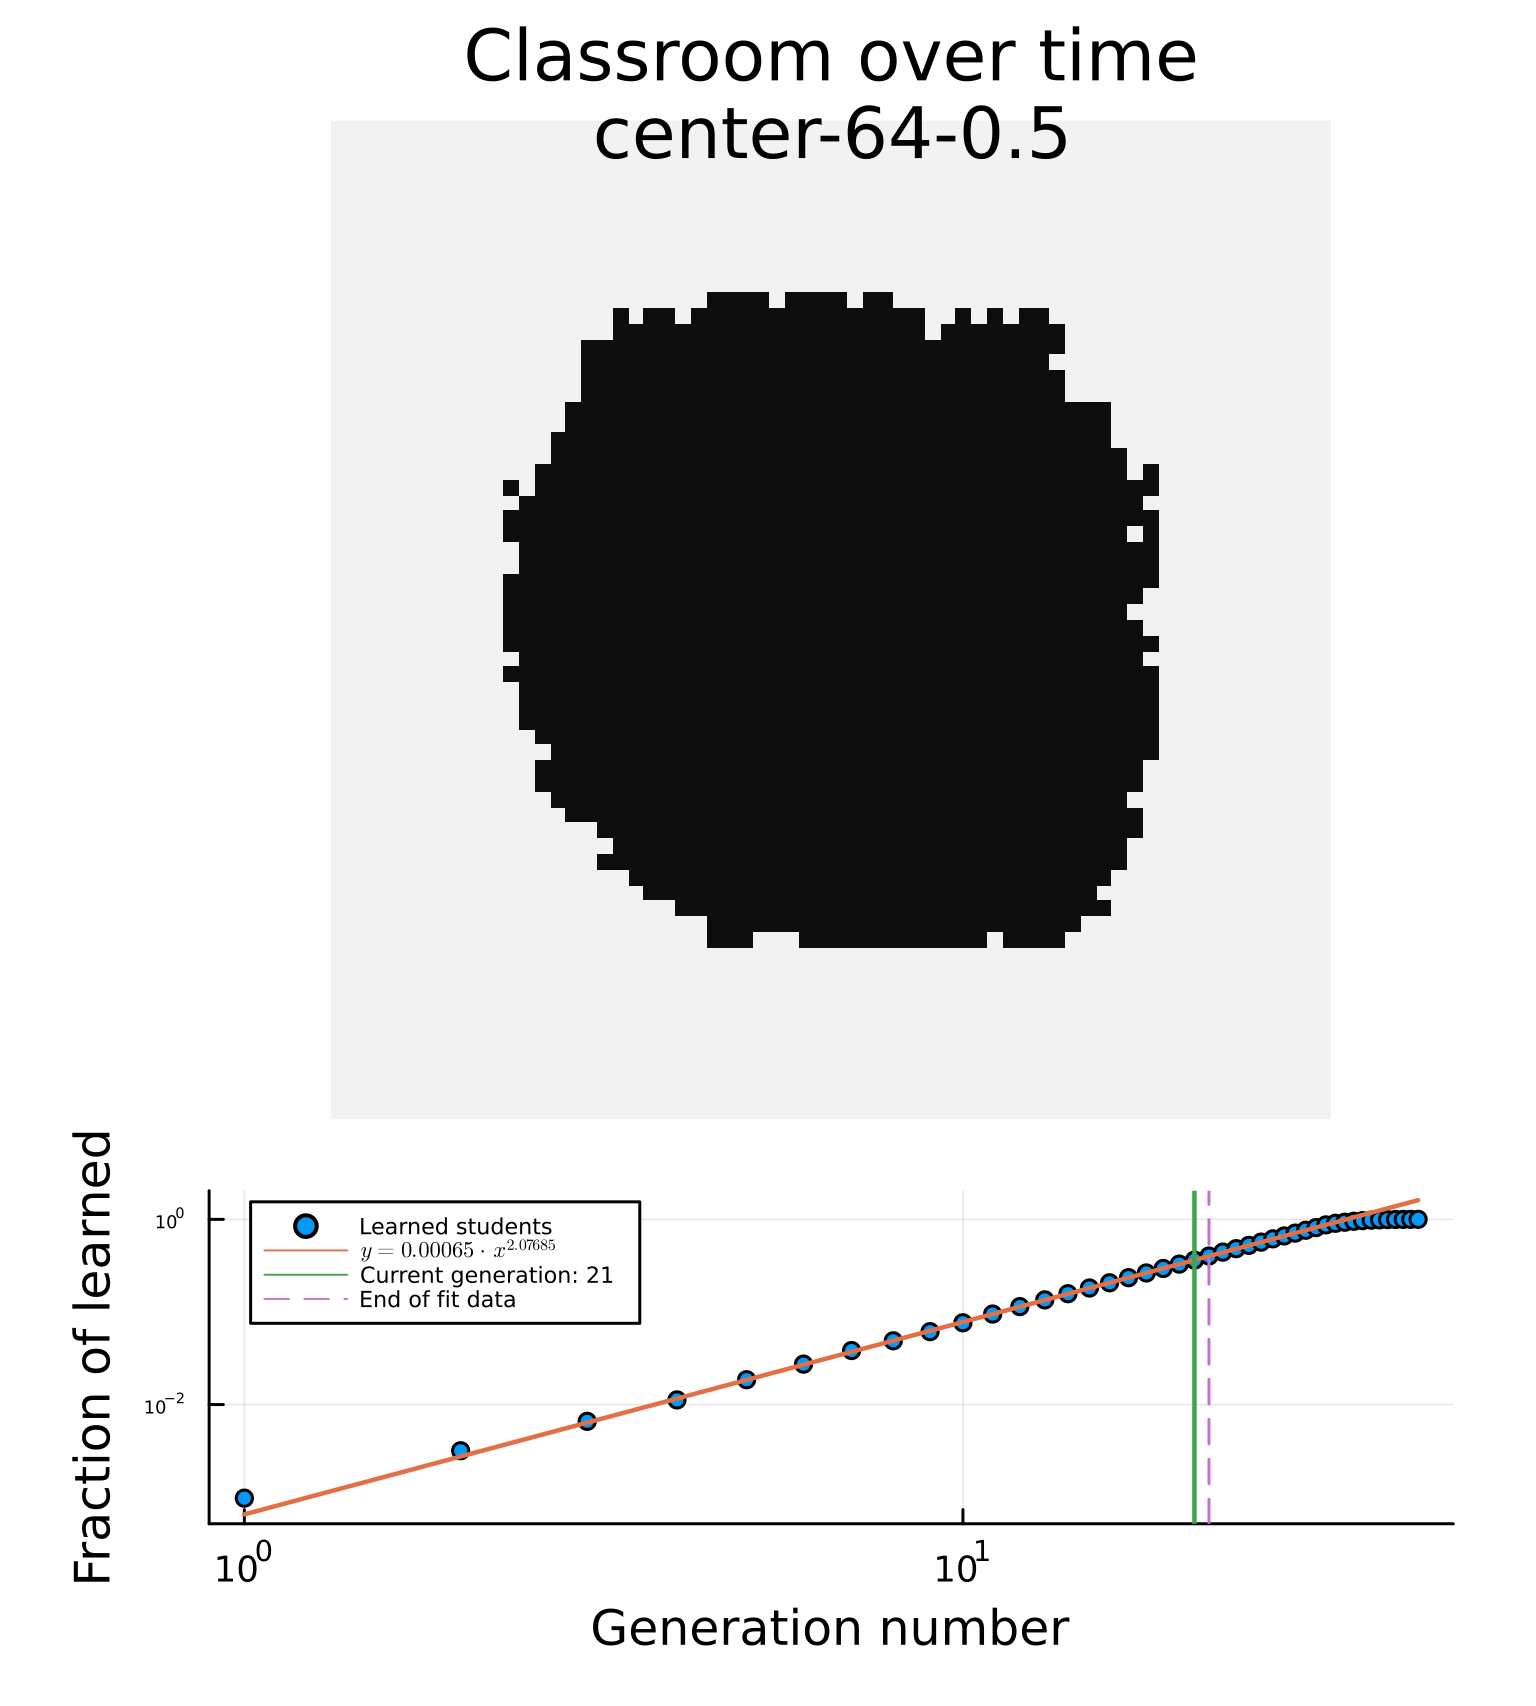 Classroom over time
center-64-0.5
Fraction of learned
10^0
10^−2
Learned students
y = 0.00065 · x^2.07685
Current generation: 21
End of fit data
10^0
10^1
Generation number